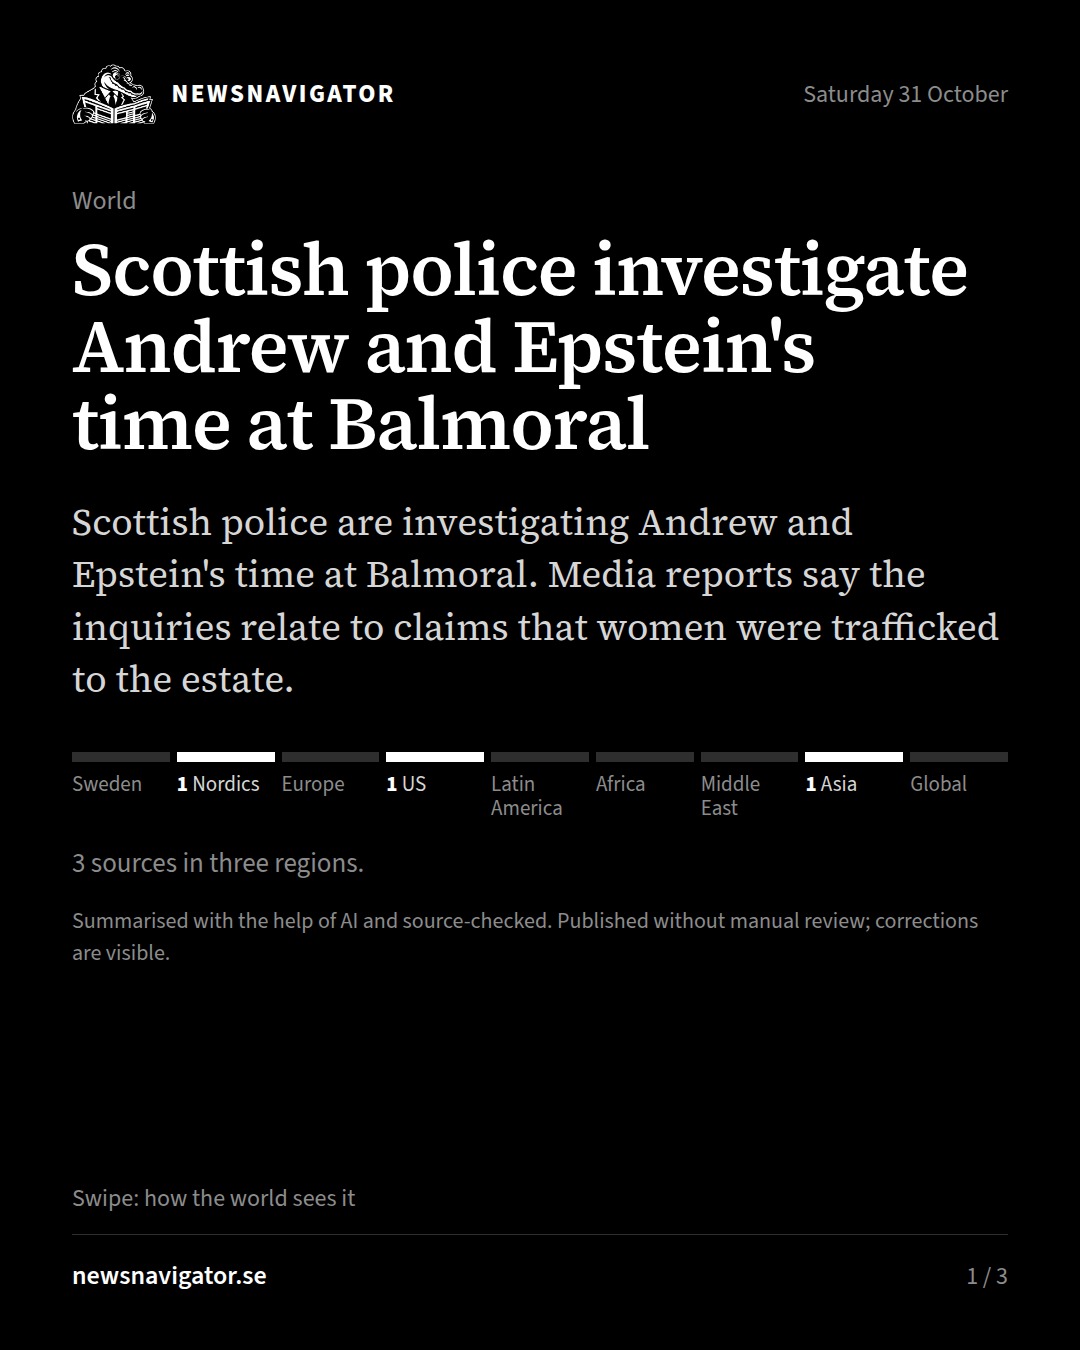 NEWSNAVIGATOR
Saturday 31 October
World
Scottish police investigate
Andrew and Epstein's
time at Balmoral
Scottish police are investigating Andrew and
Epstein's time at Balmoral. Media reports say the
inquiries relate to claims that women were trafficked
to the estate.
Sweden
1 Nordics
Europe
1 US
Latin
America
Africa
Middle
East
1 Asia
Global
3 sources in three regions.
Summarised with the help of AI and source-checked. Published without manual review; corrections
are visible.
Swipe: how the world sees it
newsnavigator.se
1 / 3